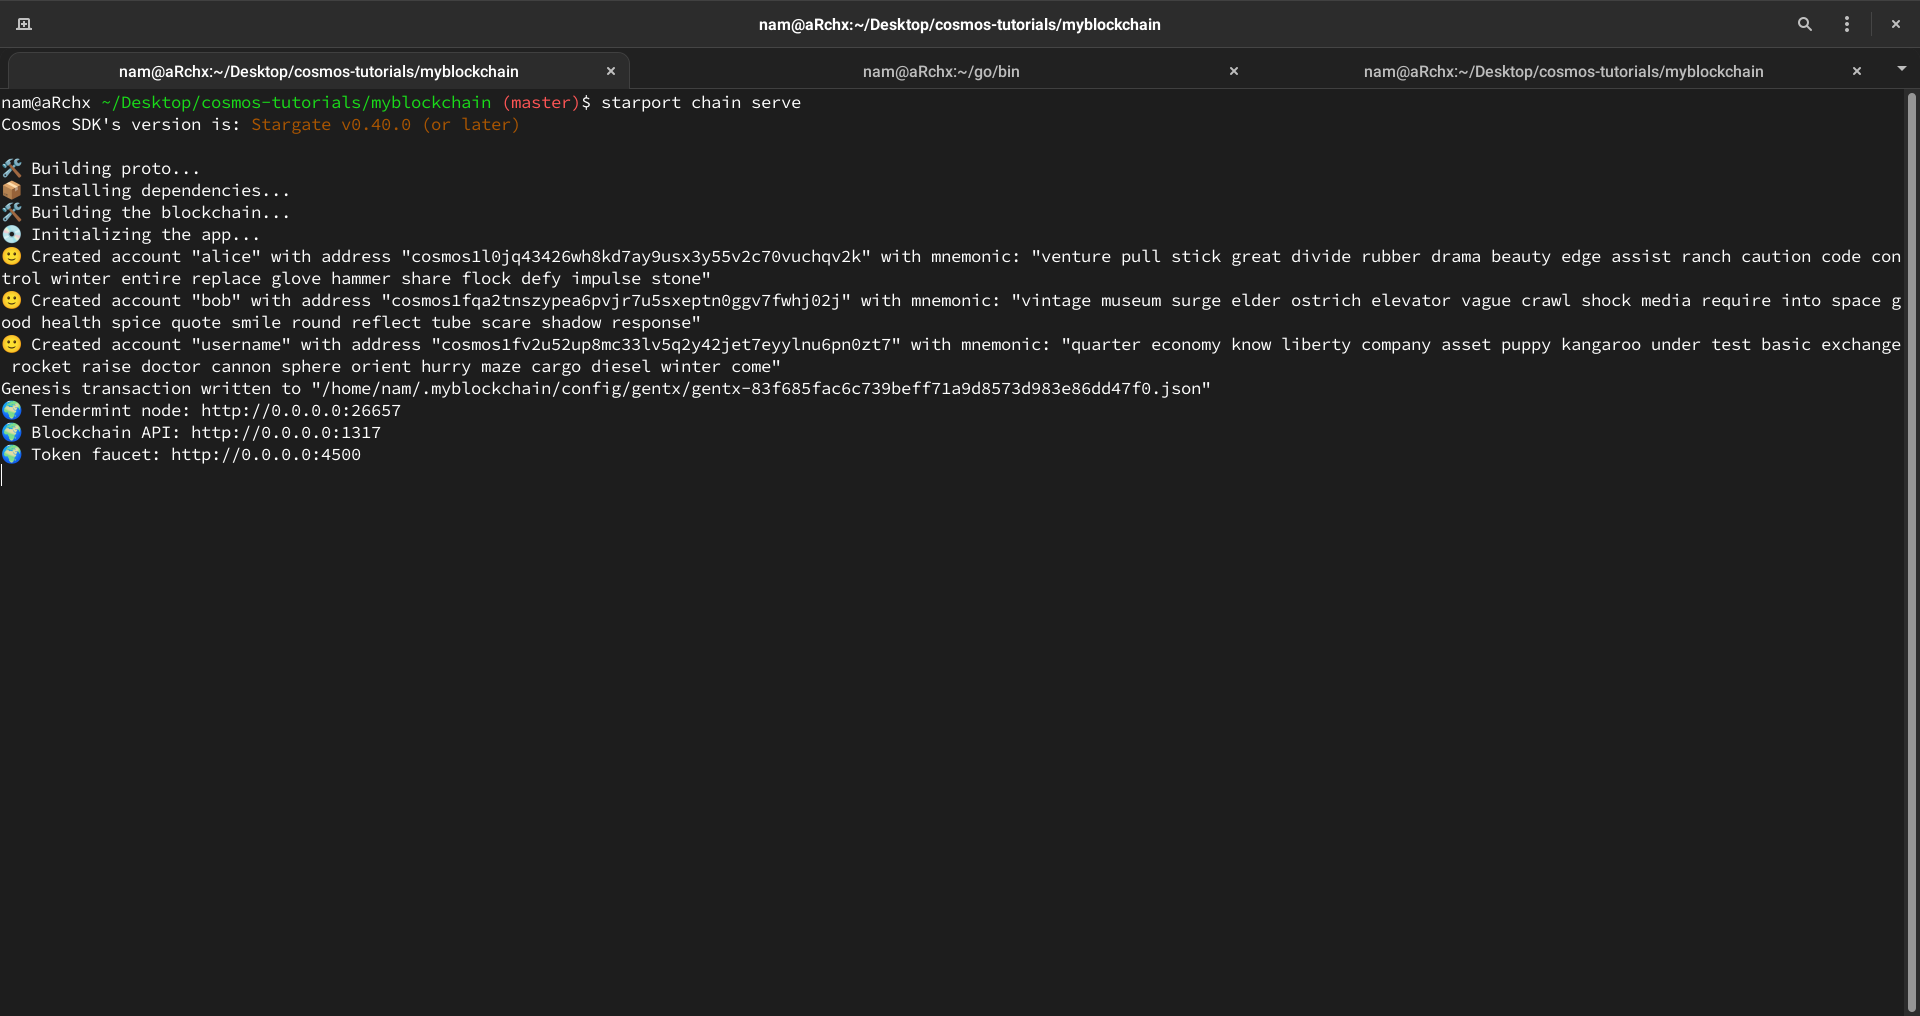 nam@aRchx:~/Desktop/cosmos-tutorials/myblockchain
nam@aRchx:~/Desktop/cosmos-tutorials/myblockchain
nam@aRchx:~/go/bin
nam@aRchx:~/Desktop/cosmos-tutorials/myblockchain
nam@aRchx ~/Desktop/cosmos-tutorials/myblockchain (master)$ starport chain serve
Cosmos SDK's version is: Stargate v0.40.0 (or later)
🛠️ Building proto...
📦 Installing dependencies...
🛠️ Building the blockchain...
💿 Initializing the app...
🙂 Created account "alice" with address "cosmos1l0jq43426wh8kd7ay9usx3y55v2c70vuchqv2k" with mnemonic: "venture pull stick great divide rubber drama beauty edge assist ranch caution code con
trol winter entire replace glove hammer share flock defy impulse stone"
🙂 Created account "bob" with address "cosmos1fqa2tnszypea6pvjr7u5sxeptn0ggv7fwhj02j" with mnemonic: "vintage museum surge elder ostrich elevator vague crawl shock media require into space g
ood health spice quote smile round reflect tube scare shadow response"
🙂 Created account "username" with address "cosmos1fv2u52up8mc33lv5q2y42jet7eyylnu6pn0zt7" with mnemonic: "quarter economy know liberty company asset puppy kangaroo under test basic exchange
rocket raise doctor cannon sphere orient hurry maze cargo diesel winter come"
Genesis transaction written to "/home/nam/.myblockchain/config/gentx/gentx-83f685fac6c739beff71a9d8573d983e86dd47f0.json"
🌍 Tendermint node: http://0.0.0.0:26657
🌍 Blockchain API: http://0.0.0.0:1317
🌍 Token faucet: http://0.0.0.0:4500